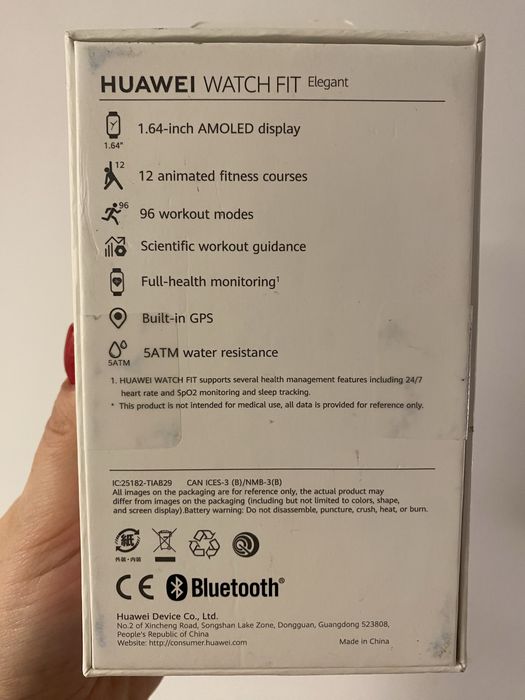 HUAWEI WATCH FIT Elegant
1.64"
1.64-inch AMOLED display
12
12 animated fitness courses
96
96 workout modes
Scientific workout guidance
Full-health monitoring¹
Built-in GPS
5ATM
5ATM water resistance
1. HUAWEI WATCH FIT supports several health management features including 24/7
heart rate and SpO2 monitoring and sleep tracking.
* This product is not intended for medical use, all data is provided for reference only.
IC:25182-TIAB29 CAN ICES-3 (B)/NMB-3(B)
All images on the packaging are for reference only, the actual product may
differ from images on the packaging (including but not limited to colors, shape,
and screen display).Battery warning: Do not disassemble, puncture, crush, heat, or burn.
紙
外装・内装
CE Bluetooth®
Huawei Device Co., Ltd.
No.2 of Xincheng Road, Songshan Lake Zone, Dongguan, Guangdong 523808,
People's Republic of China
Website: http://consumer.huawei.com Made in China